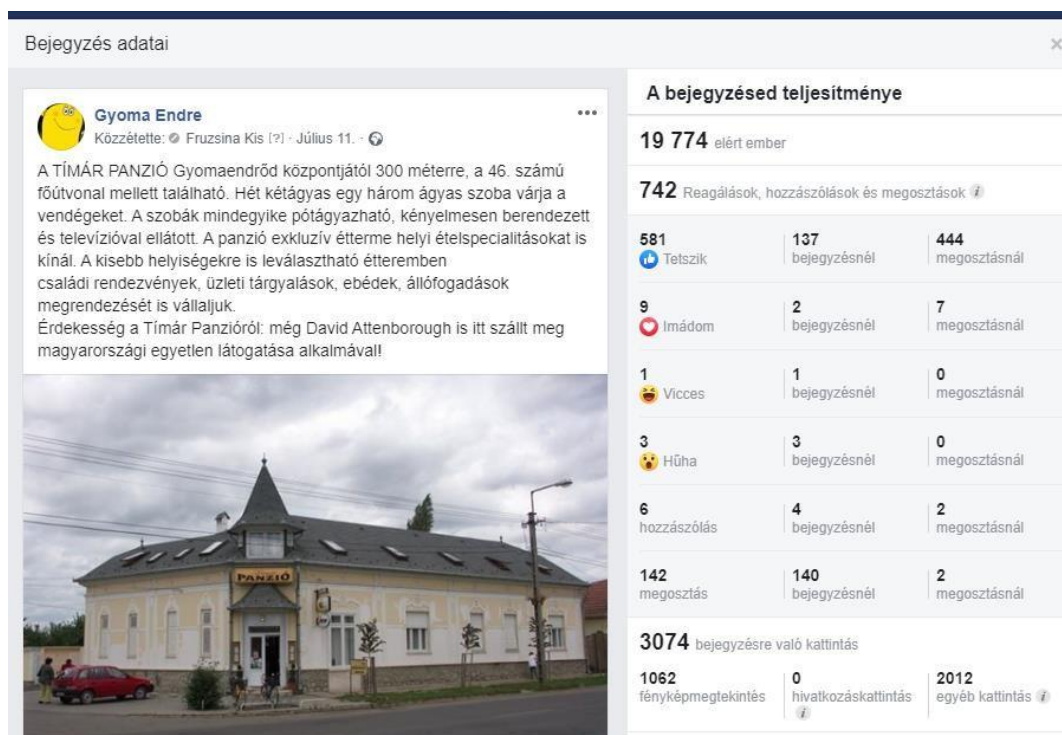 Bejegyzés adatai
Gyoma Endre
Közzétette: Fruzsina Kis [?] · Július 11. ·
A TÍMÁR PANZIÓ Gyomaendrőd központjától 300 méterre, a 46. számú
főútvonal mellett található. Hét kétágyas egy három ágyas szoba várja a
vendégeket. A szobák mindegyike pótágyazható, kényelmesen berendezett
és televízióval ellátott. A panzió exkluzív étterme helyi ételspecialitásokat is
kínál. A kisebb helyiségekre is leválasztható étteremben
családi rendezvények, üzleti tárgyalások, ebédek, állófogadások
megrendezését is vállaljuk.
Érdekesség a Tímár Panzióról: még David Attenborough is itt szállt meg
magyarországi egyetlen látogatása alkalmával!
PANZIÓ
A bejegyzésed teljesítménye
19 774 elért ember
742 Reagálások, hozzászólások és megosztások
581 137 444
Tetszik bejegyzésnél megosztásnál
9 2 7
Imádom bejegyzésnél megosztásnál
1 1 0
Vicces bejegyzésnél megosztásnál
3 3 0
Hűha bejegyzésnél megosztásnál
6 4 2
hozzászólás bejegyzésnél megosztásnál
142 140 2
megosztás bejegyzésnél megosztásnál
3074 bejegyzésre való kattintás
1062 0 2012
fényképmegtekintés hivatkozáskattintás egyéb kattintás